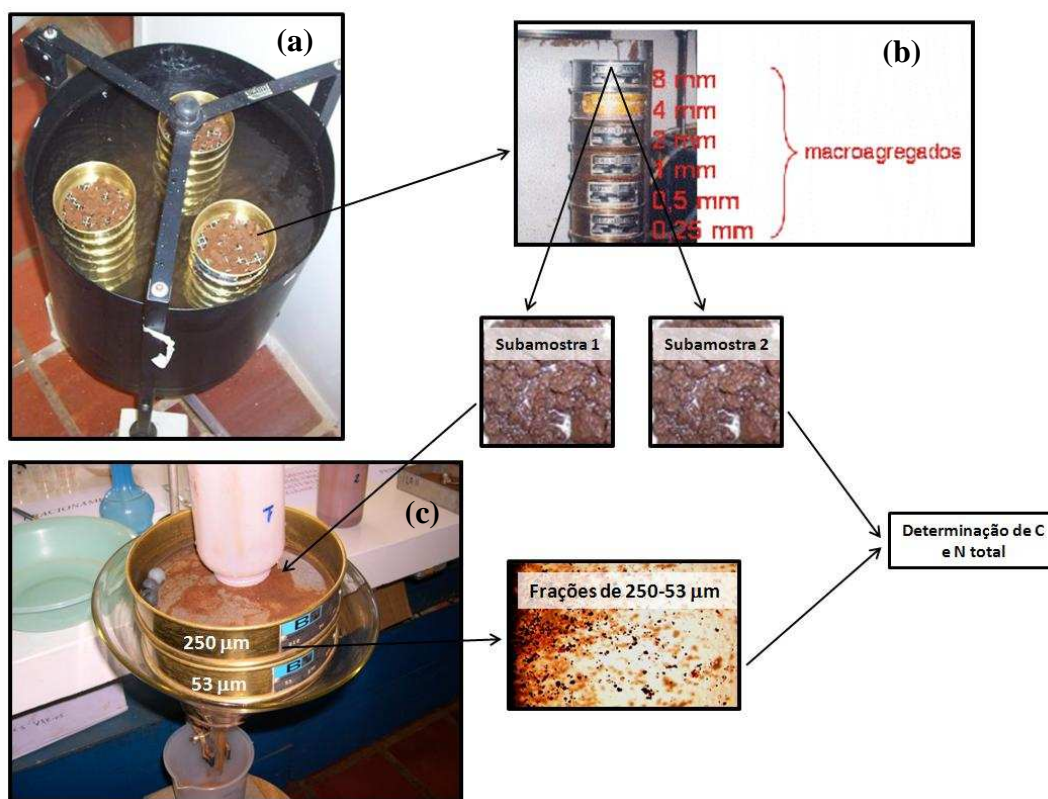 (a)
(b)
8 mm
4 mm
2 mm
1 mm
0,5 mm
0,25 mm
macroagregados
Subamostra 1
Subamostra 2
(c)
7
250 µm
53 µm
Frações de 250-53 µm
Determinação de C
e N total